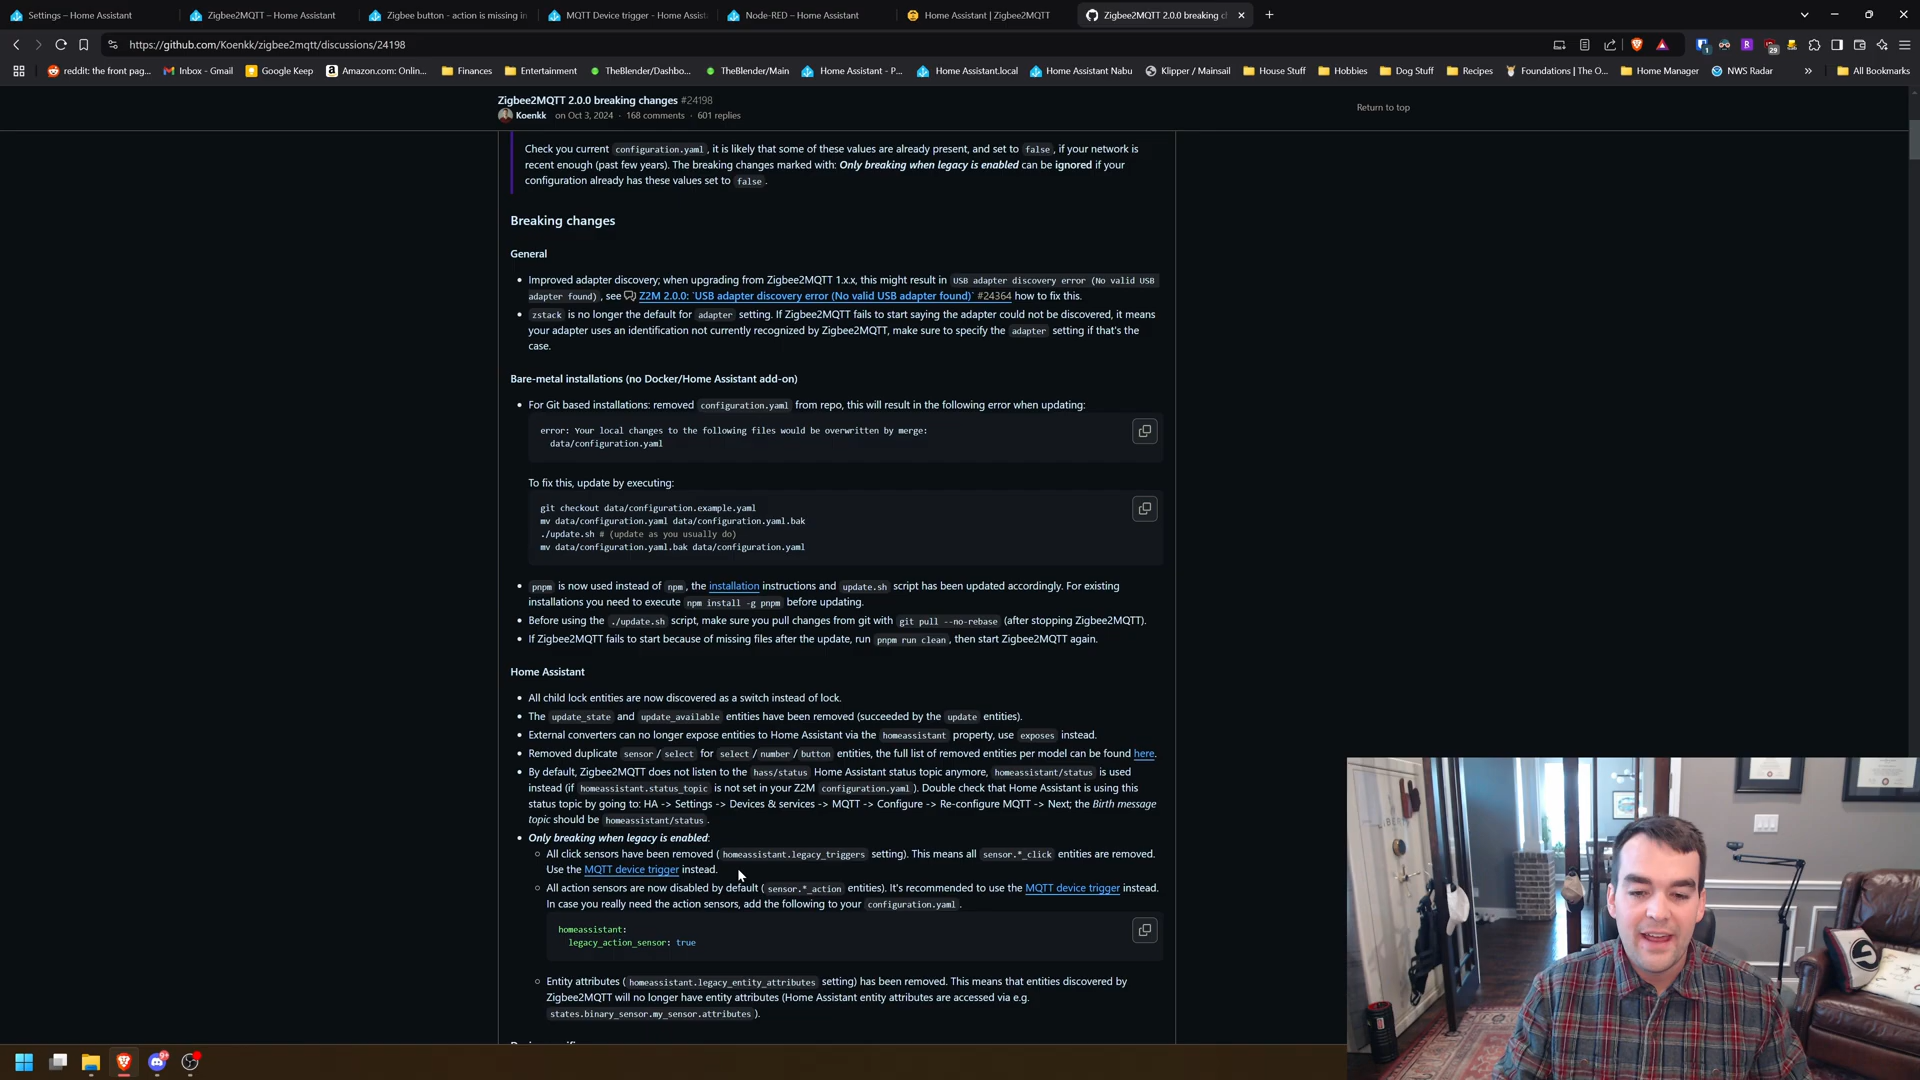 Settings – Home Assistant
Zigbee2MQTT – Home Assistant
Zigbee button - action is missing in
MQTT Device trigger - Home Assist
Node-RED – Home Assistant
Home Assistant | Zigbee2MQTT
Zigbee2MQTT 2.0.0 breaking ch
https://github.com/Koenkk/zigbee2mqtt/discussions/24198
reddit: the front pag...
Inbox - Gmail
Google Keep
Amazon.com: Onlin...
Finances
Entertainment
TheBlender/Dashbo...
TheBlender/Main
Home Assistant - P...
Home Assistant.local
Home Assistant Nabu
Klipper / Mainsail
House Stuff
Hobbies
Dog Stuff
Recipes
Foundations | The O...
Home Manager
NWS Radar
All Bookmarks
Zigbee2MQTT 2.0.0 breaking changes #24198
Koenkk on Oct 3, 2024 · 168 comments · 601 replies
Return to top
Check you current configuration.yaml, it is likely that some of these values are already present, and set to false, if your network is
recent enough (past few years). The breaking changes marked with: Only breaking when legacy is enabled can be ignored if your
configuration already has these values set to false.
Breaking changes
General
• Improved adapter discovery; when upgrading from Zigbee2MQTT 1.x.x, this might result in USB adapter discovery error (No valid USB
adapter found), see Z2M 2.0.0: `USB adapter discovery error (No valid USB adapter found)` #24364 how to fix this.
• zstack is no longer the default for adapter setting. If Zigbee2MQTT fails to start saying the adapter could not be discovered, it means
your adapter uses an identification not currently recognized by Zigbee2MQTT, make sure to specify the adapter setting if that's the
case.
Bare-metal installations (no Docker/Home Assistant add-on)
• For Git based installations: removed configuration.yaml from repo, this will result in the following error when updating:
error: Your local changes to the following files would be overwritten by merge:
data/configuration.yaml
To fix this, update by executing:
git checkout data/configuration.example.yaml
mv data/configuration.yaml data/configuration.yaml.bak
./update.sh # (update as you usually do)
mv data/configuration.yaml.bak data/configuration.yaml
• pnpm is now used instead of npm, the installation instructions and update.sh script has been updated accordingly. For existing
installations you need to execute npm install -g pnpm before updating.
• Before using the ./update.sh script, make sure you pull changes from git with git pull --no-rebase (after stopping Zigbee2MQTT).
• If Zigbee2MQTT fails to start because of missing files after the update, run pnpm run clean, then start Zigbee2MQTT again.
Home Assistant
• All child lock entities are now discovered as a switch instead of lock.
• The update_state and update_available entities have been removed (succeeded by the update entities).
• External converters can no longer expose entities to Home Assistant via the homeassistant property, use exposes instead.
• Removed duplicate sensor / select for select / number / button entities, the full list of removed entities per model can be found here.
• By default, Zigbee2MQTT does not listen to the hass/status Home Assistant status topic anymore, homeassistant/status is used
instead (if homeassistant.status_topic is not set in your Z2M configuration.yaml). Double check that Home Assistant is using this
status topic by going to: HA -> Settings -> Devices & services -> MQTT -> Configure -> Re-configure MQTT -> Next; the Birth message
topic should be homeassistant/status.
• Only breaking when legacy is enabled:
○ All click sensors have been removed (homeassistant.legacy_triggers setting). This means all sensor.*_click entities are removed.
Use the MQTT device trigger instead.
○ All action sensors are now disabled by default (sensor.*_action entities). It's recommended to use the MQTT device trigger instead.
In case you really need the action sensors, add the following to your configuration.yaml.
homeassistant:
legacy_action_sensor: true
○ Entity attributes (homeassistant.legacy_entity_attributes setting) has been removed. This means that entities discovered by
Zigbee2MQTT will no longer have entity attributes (Home Assistant entity attributes are accessed via e.g.
states.binary_sensor.my_sensor.attributes).